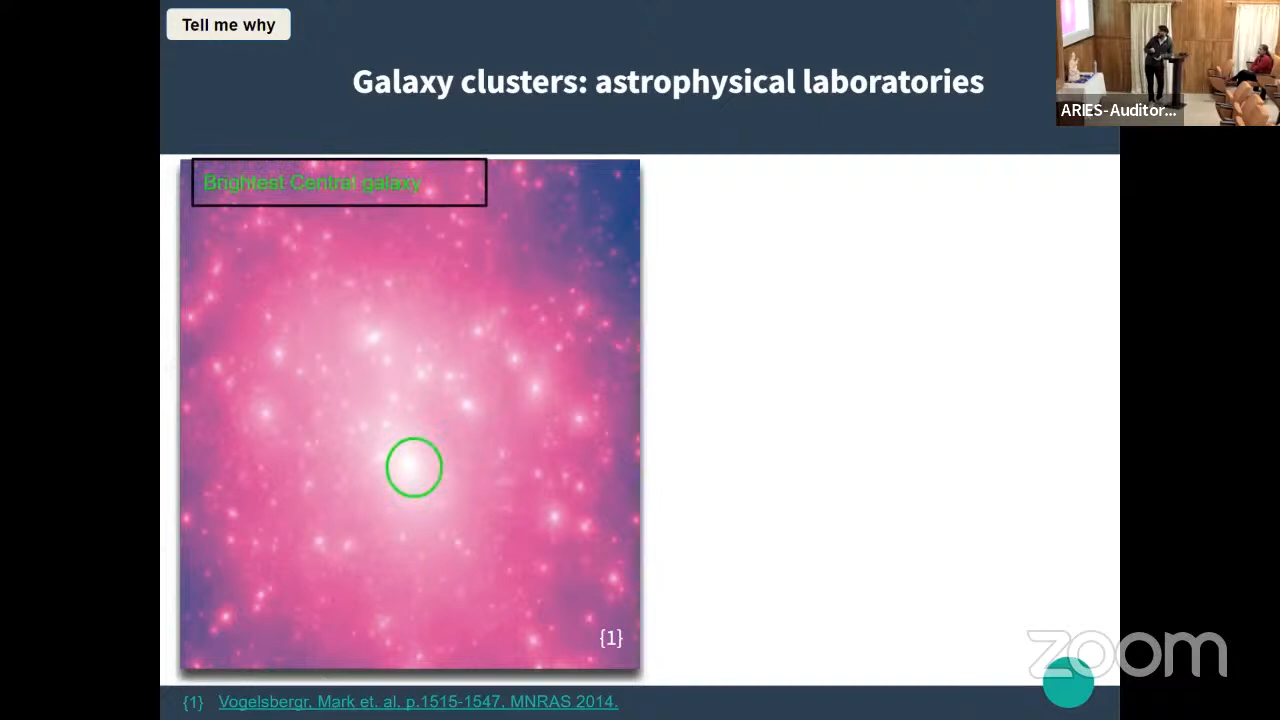 Tell me why
Galaxy clusters: astrophysical laboratories
ARIES-Auditor...
Brightest Central galaxy
{1}
zoom
{1} Vogelsbergr, Mark et. al. p.1515-1547, MNRAS 2014.